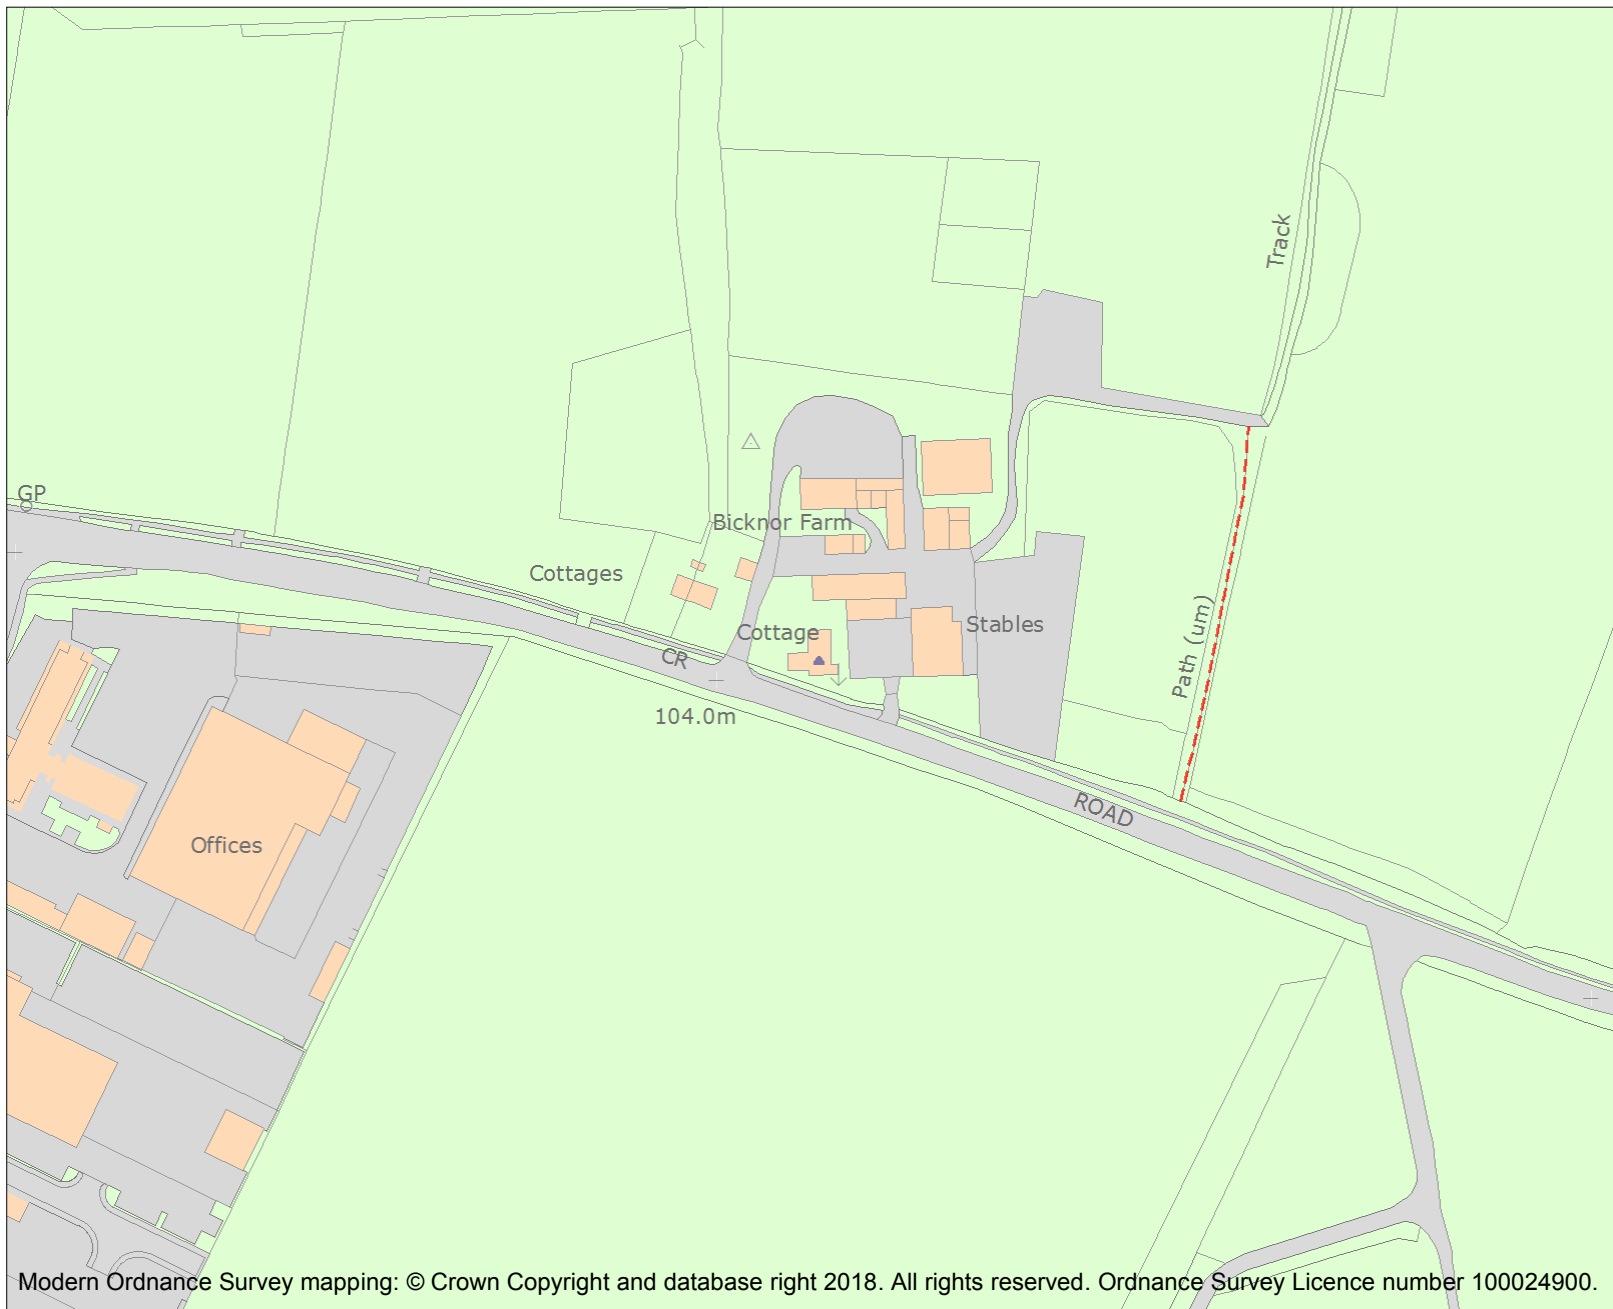 Track
GP
Bicknor Farm
Cottages
Cottage
Stables
CR
Path (um)
104.0m
ROAD
Offices
Modern Ordnance Survey mapping: © Crown Copyright and database right 2018. All rights reserved. Ordnance Survey Licence number 100024900.